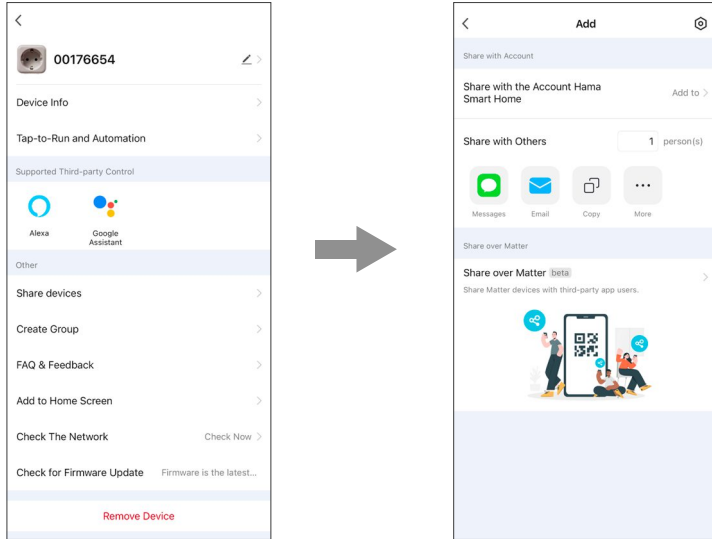 00176654
Device Info
Tap-to-Run and Automation
Supported Third-party Control
Alexa
Google
Assistant
Other
Share devices
Create Group
FAQ & Feedback
Add to Home Screen
Check The Network Check Now
Check for Firmware Update Firmware is the latest...
Remove Device
Add
Share with Account
Share with the Account Hama
Smart Home
Add to
Share with Others 1 person(s)
Messages Email Copy More
Share over Matter
Share over Matter beta
Share Matter devices with third-party app users.